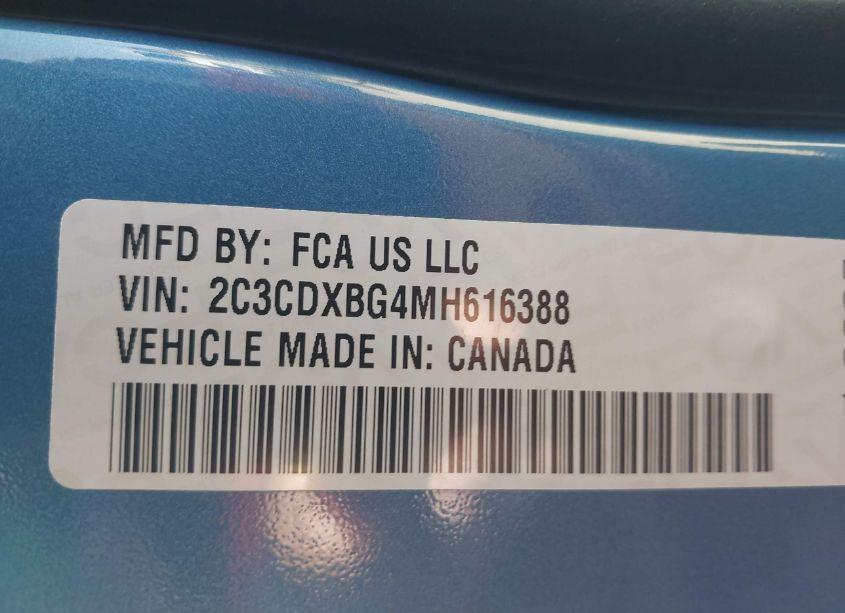 MFD BY: FCA US LLC
VIN: 2C3CDXBG4MH616388
VEHICLE MADE IN: CANADA